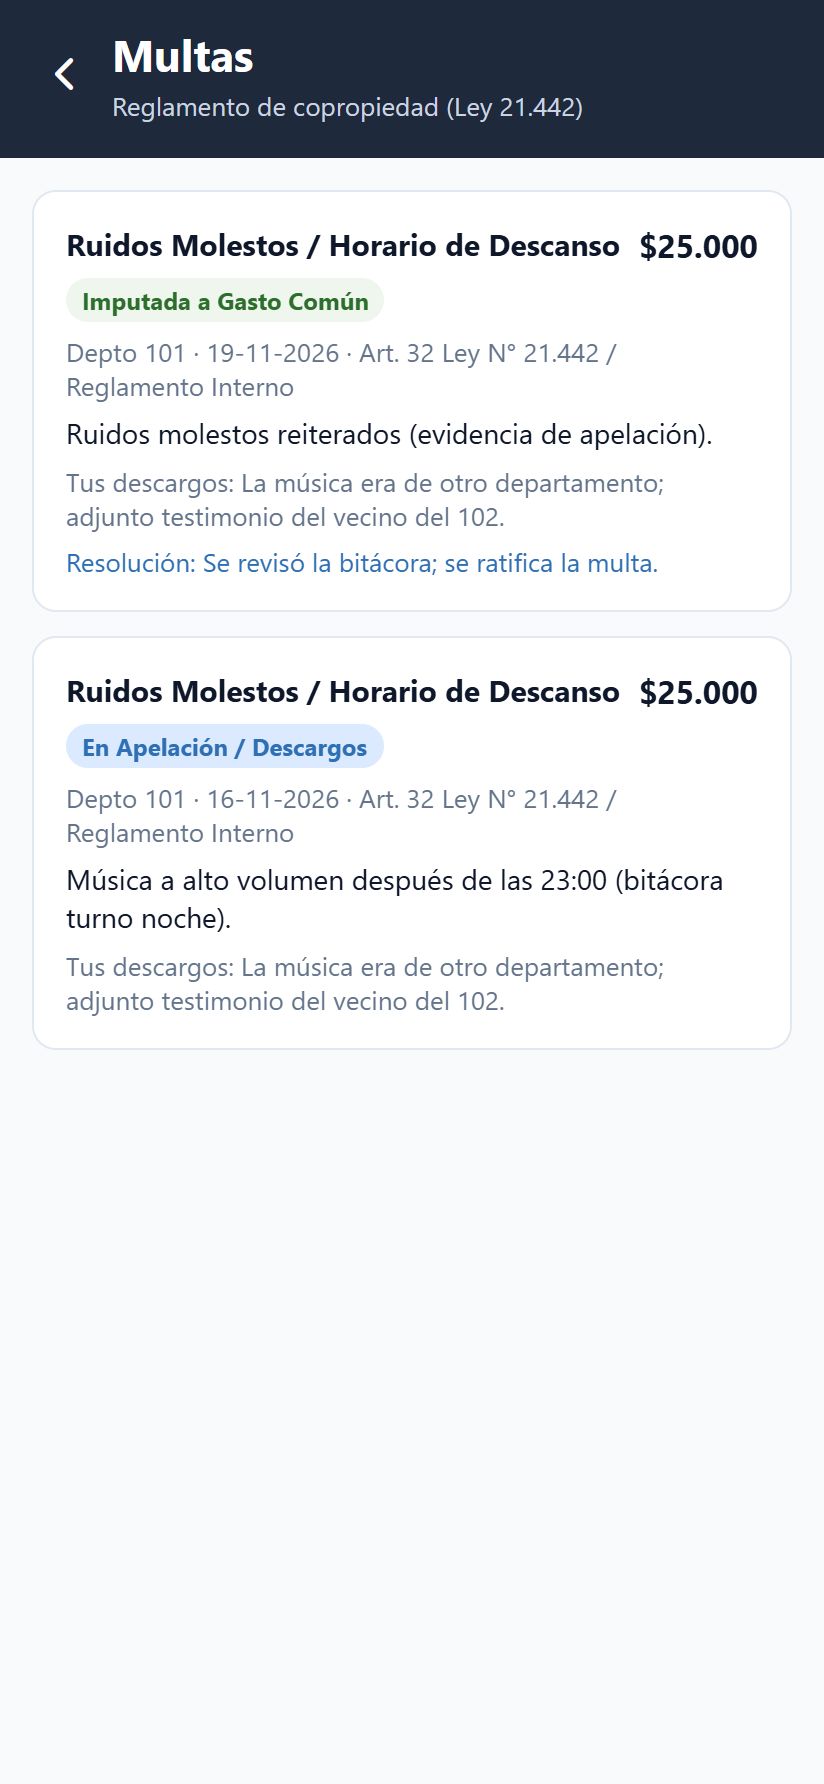 Multas
Reglamento de copropiedad (Ley 21.442)
Ruidos Molestos / Horario de Descanso $25.000
Imputada a Gasto Común
Depto 101 · 19-11-2026 · Art. 32 Ley N° 21.442 /
Reglamento Interno
Ruidos molestos reiterados (evidencia de apelación).
Tus descargos: La música era de otro departamento;
adjunto testimonio del vecino del 102.
Resolución: Se revisó la bitácora; se ratifica la multa.
Ruidos Molestos / Horario de Descanso $25.000
En Apelación / Descargos
Depto 101 · 16-11-2026 · Art. 32 Ley N° 21.442 /
Reglamento Interno
Música a alto volumen después de las 23:00 (bitácora
turno noche).
Tus descargos: La música era de otro departamento;
adjunto testimonio del vecino del 102.